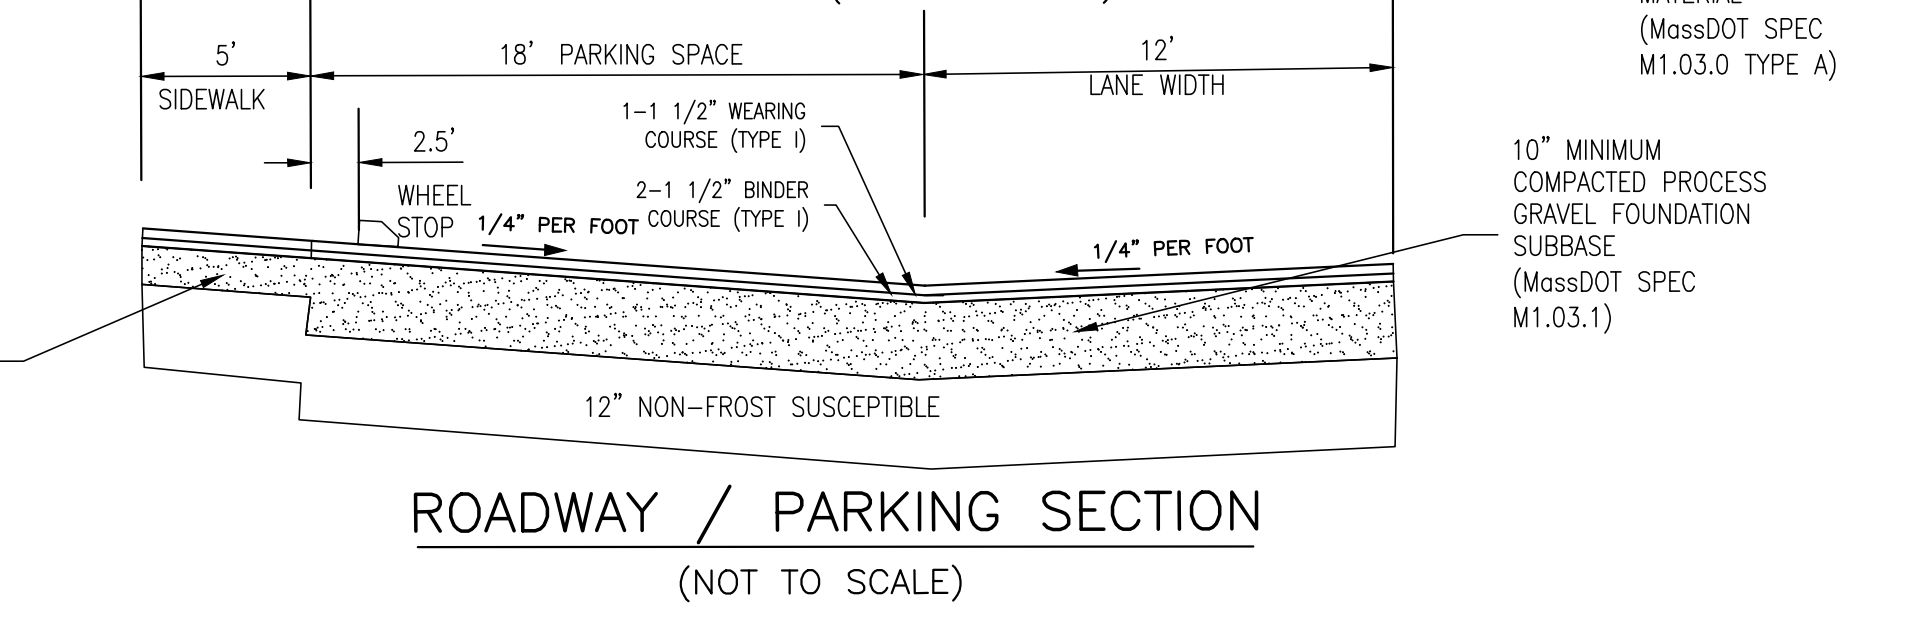 5' 18' PARKING SPACE 12'
SIDEWALK
LANE WIDTH
2.5'
1-1 1/2" WEARING
COURSE (TYPE I)
WHEEL
STOP
1/4" PER FOOT
2-1 1/2" BINDER
COURSE (TYPE I)
1/4" PER FOOT
(MassDOT SPEC
M1.03.0 TYPE A)
10" MINIMUM
COMPACTED PROCESS
GRAVEL FOUNDATION
SUBBASE
(MassDOT SPEC
M1.03.1)
12" NON-FROST SUSCEPTIBLE
ROADWAY / PARKING SECTION
(NOT TO SCALE)